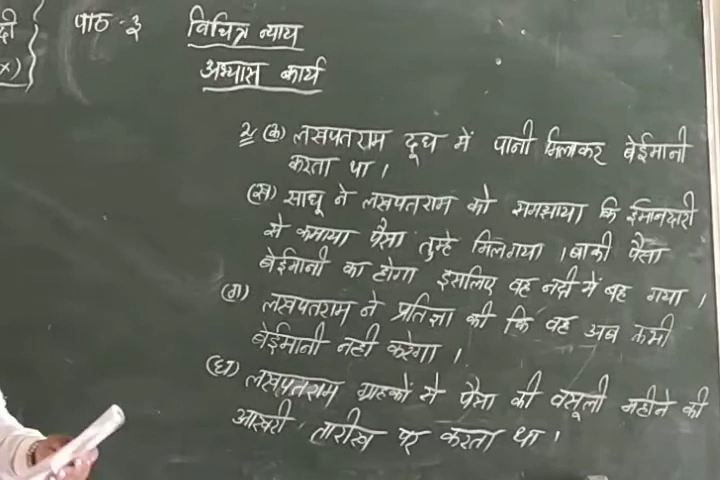 दी
x)
पाठ - ३ विचित्र न्याय
अभ्यास कार्य
२ (क) लखपतराम दूध में पानी मिलाकर बेईमानी
करता था ।
(ख) साधू ने लखपतराम को समझाया कि ईमानदारी
से कमाया पैसा तुम्हे मिल गया । बाकी पैसा
बेईमानी का होगा इसलिए वह नदी में बह गया ।
(ग) लखपतराम ने प्रतिज्ञा की कि वह अब कभी
बेईमानी नही करेगा ।
(घ) लखपतराम ग्राहकों से पैसा की वसूली महीने की
आखरी तारीख पर करता था ।